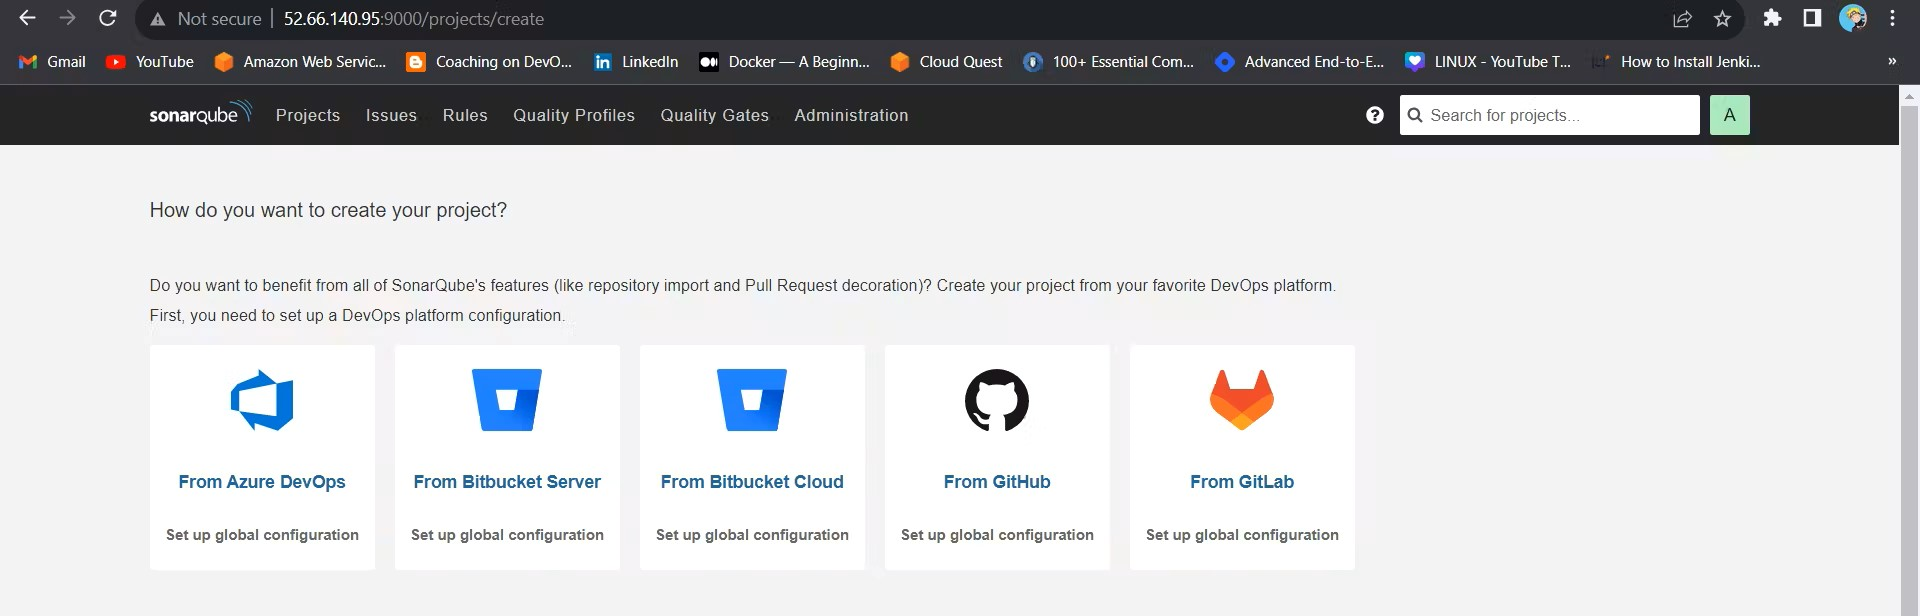 Not secure 52.66.140.95:9000/projects/create
Gmail YouTube Amazon Web Servic... Coaching on DevO... LinkedIn Docker — A Beginn... Cloud Quest 100+ Essential Com... Advanced End-to-E... LINUX - YouTube T... How to Install Jenki... »
sonarqube Projects Issues Rules Quality Profiles Quality Gates Administration ? Search for projects... A
How do you want to create your project?
Do you want to benefit from all of SonarQube's features (like repository import and Pull Request decoration)? Create your project from your favorite DevOps platform.
First, you need to set up a DevOps platform configuration.
From Azure DevOps From Bitbucket Server From Bitbucket Cloud From GitHub From GitLab
Set up global configuration Set up global configuration Set up global configuration Set up global configuration Set up global configuration